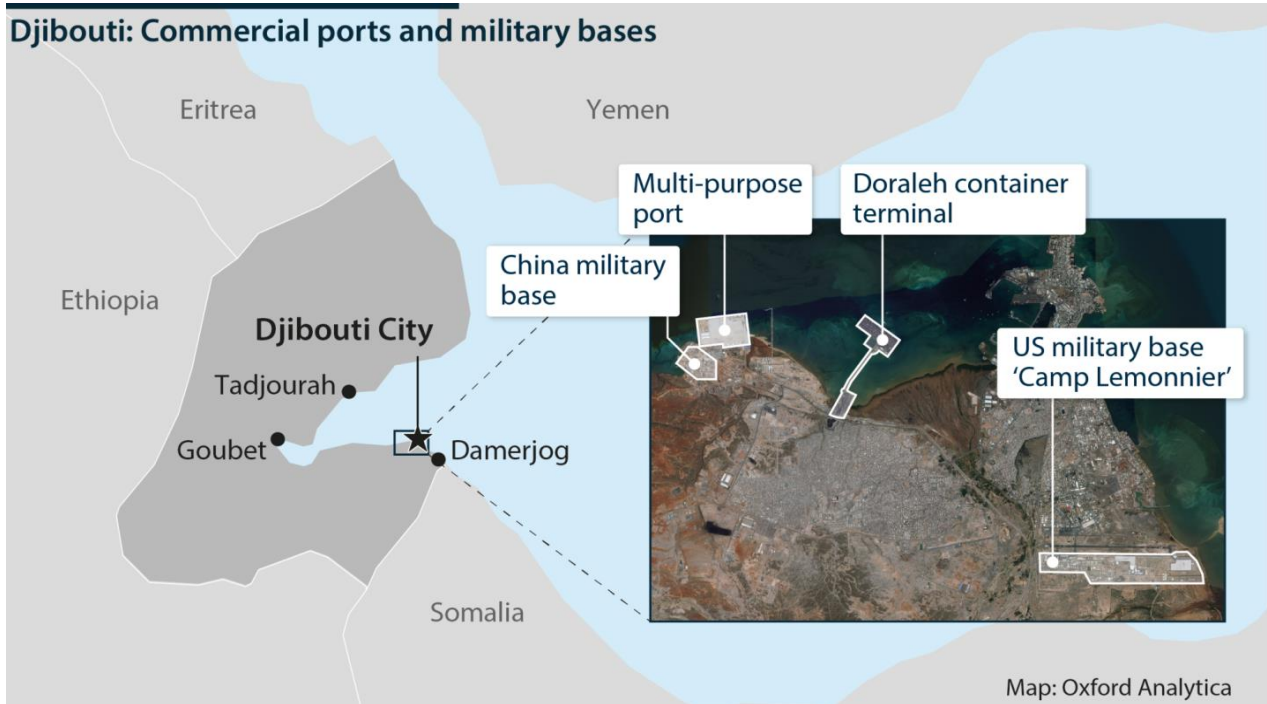 Djibouti: Commercial ports and military bases
Eritrea
Yemen
Multi-purpose
port
Doraleh container
terminal
China military
base
Ethiopia
Djibouti City
US military base
‘Camp Lemonnier’
Tadjourah
Goubet
Damerjog
Somalia
Map: Oxford Analytica